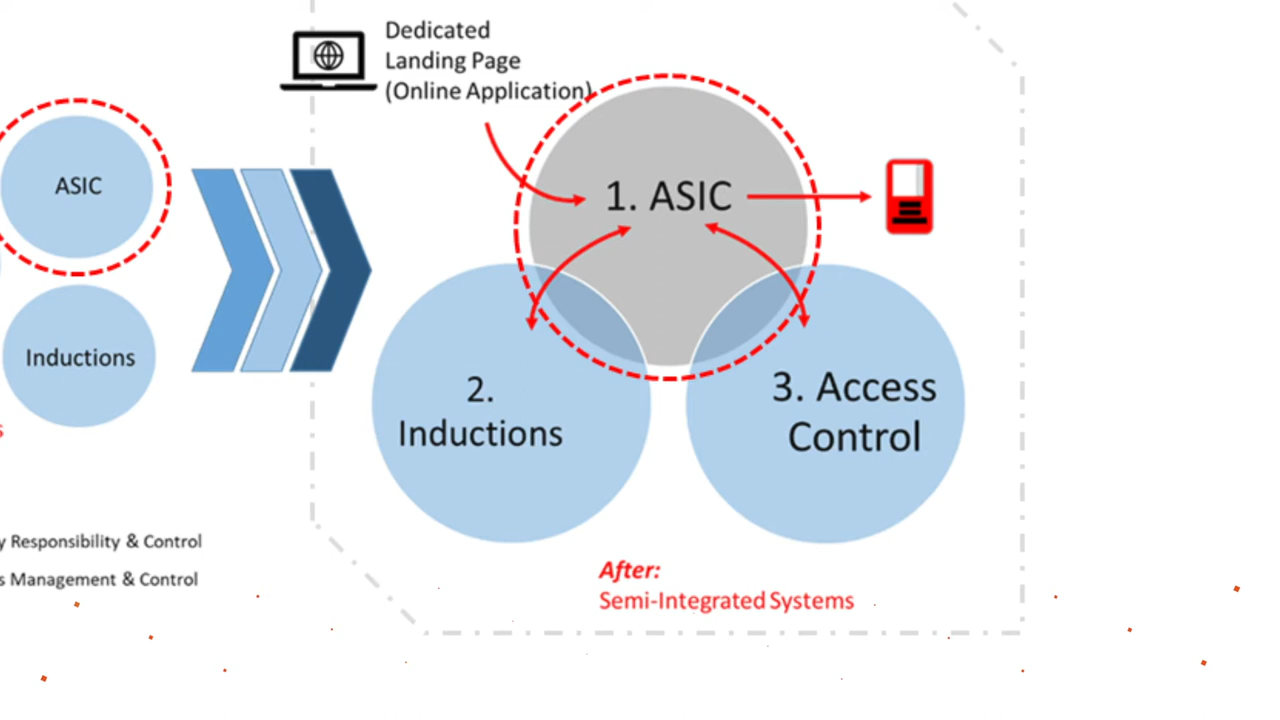 ASIC
Inductions
s
y Responsibility & Control
s Management & Control
Dedicated
Landing Page
(Online Application)
1. ASIC
2.
Inductions
3. Access
Control
After:
Semi-Integrated Systems